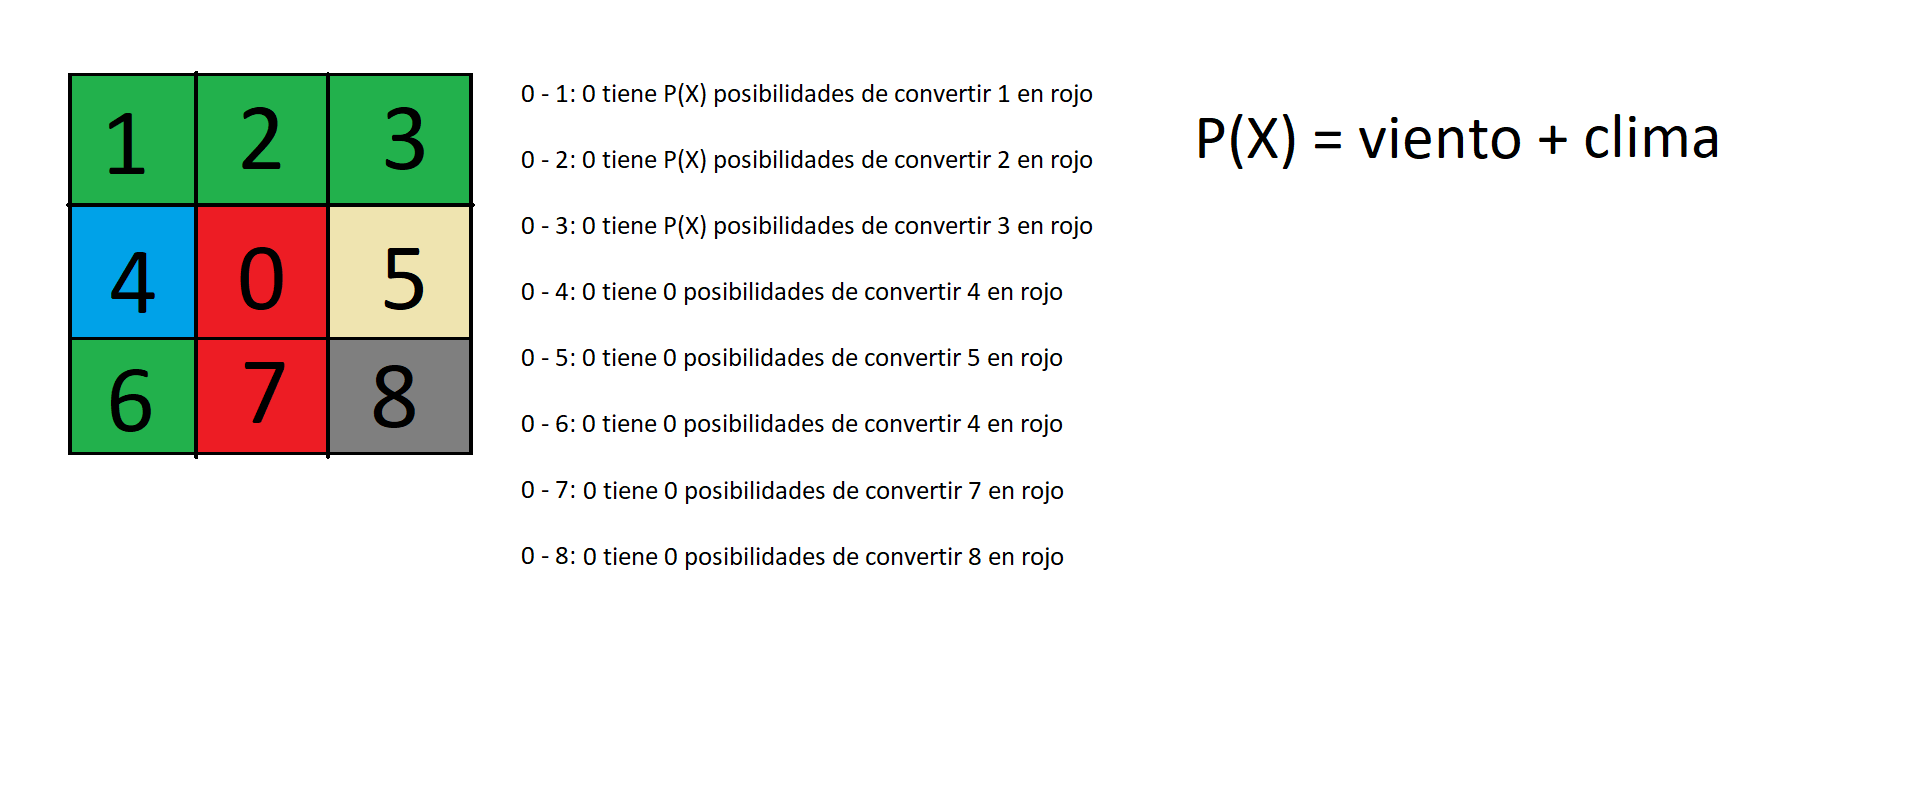 1 2 3
4 0 5
6 7 8
0 - 1: 0 tiene P(X) posibilidades de convertir 1 en rojo
0 - 2: 0 tiene P(X) posibilidades de convertir 2 en rojo
0 - 3: 0 tiene P(X) posibilidades de convertir 3 en rojo
0 - 4: 0 tiene 0 posibilidades de convertir 4 en rojo
0 - 5: 0 tiene 0 posibilidades de convertir 5 en rojo
0 - 6: 0 tiene 0 posibilidades de convertir 4 en rojo
0 - 7: 0 tiene 0 posibilidades de convertir 7 en rojo
0 - 8: 0 tiene 0 posibilidades de convertir 8 en rojo
P(X) = viento + clima